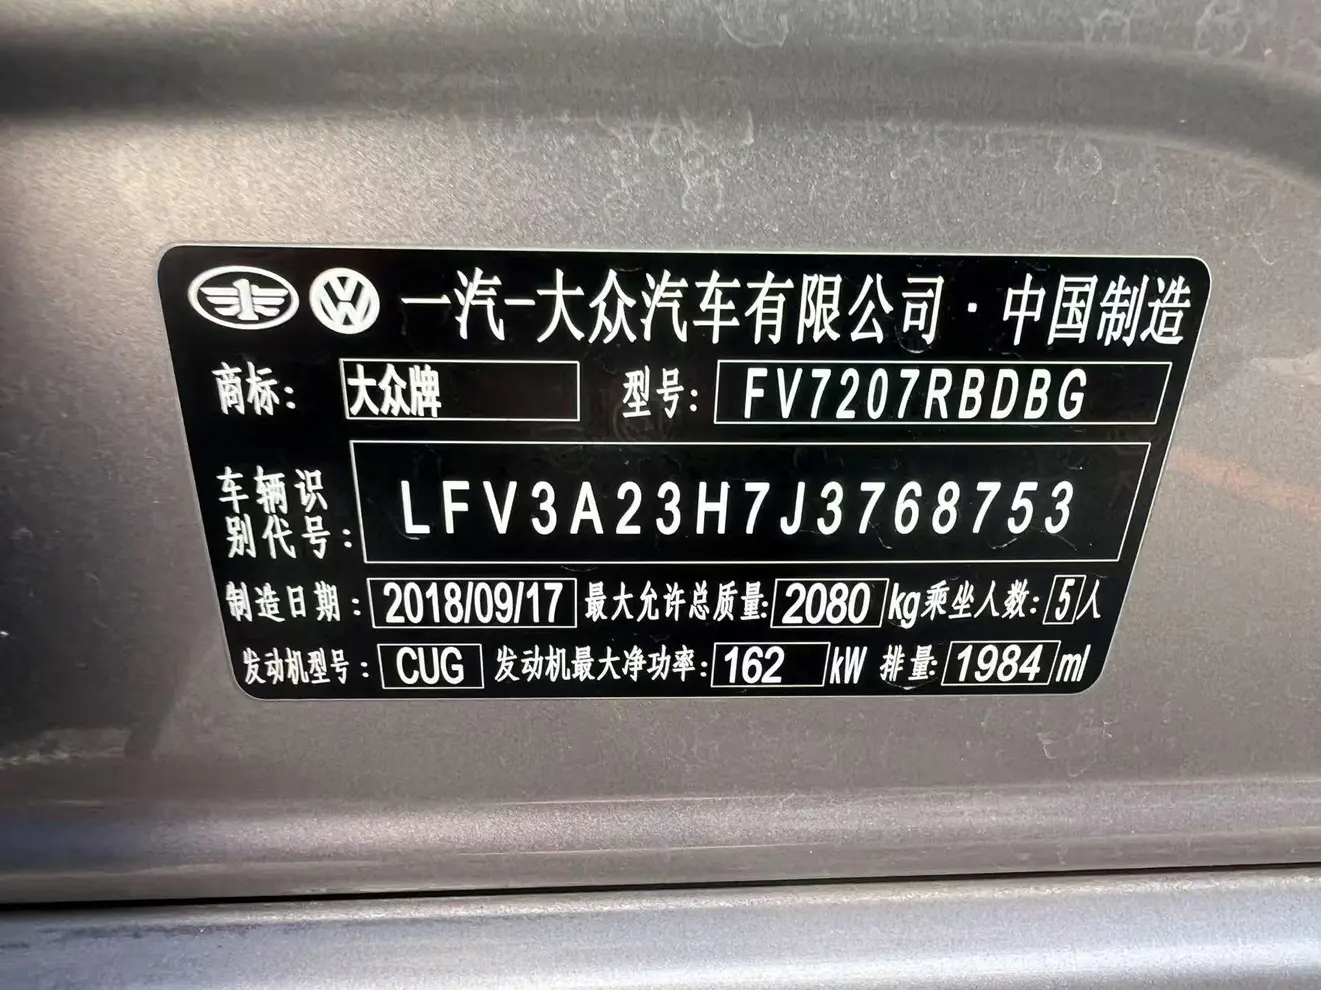 一汽-大众汽车有限公司·中国制造
商标: 大众牌 型号: FV7207RBDBG
车辆识别代号: LFV3A23H7J3768753
制造日期: 2018/09/17 最大允许总质量: 2080 kg 乘坐人数: 5 人
发动机型号: CUG 发动机最大净功率: 162 kW 排量: 1984 ml